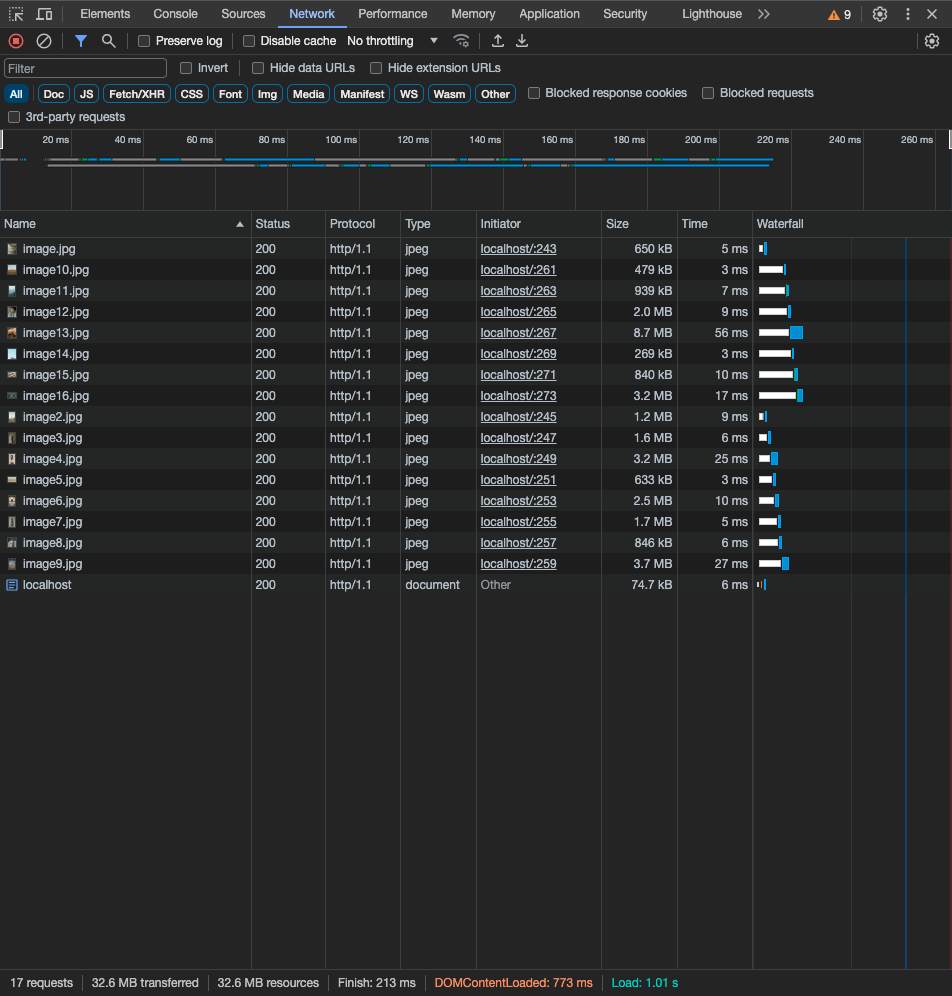 Elements Console Sources Network Performance Memory Application Security Lighthouse 9
Preserve log Disable cache No throttling
Filter Invert Hide data URLs Hide extension URLs
All Doc JS Fetch/XHR CSS Font Img Media Manifest WS Wasm Other Blocked response cookies Blocked requests
3rd-party requests
20 ms 40 ms 60 ms 80 ms 100 ms 120 ms 140 ms 160 ms 180 ms 200 ms 220 ms 240 ms 260 ms
Name Status Protocol Type Initiator Size Time Waterfall
image.jpg 200 http/1.1 jpeg localhost/:243 650 kB 5 ms
image10.jpg 200 http/1.1 jpeg localhost/:261 479 kB 3 ms
image11.jpg 200 http/1.1 jpeg localhost/:263 939 kB 7 ms
image12.jpg 200 http/1.1 jpeg localhost/:265 2.0 MB 9 ms
image13.jpg 200 http/1.1 jpeg localhost/:267 8.7 MB 56 ms
image14.jpg 200 http/1.1 jpeg localhost/:269 269 kB 3 ms
image15.jpg 200 http/1.1 jpeg localhost/:271 840 kB 10 ms
image16.jpg 200 http/1.1 jpeg localhost/:273 3.2 MB 17 ms
image2.jpg 200 http/1.1 jpeg localhost/:245 1.2 MB 9 ms
image3.jpg 200 http/1.1 jpeg localhost/:247 1.6 MB 6 ms
image4.jpg 200 http/1.1 jpeg localhost/:249 3.2 MB 25 ms
image5.jpg 200 http/1.1 jpeg localhost/:251 633 kB 3 ms
image6.jpg 200 http/1.1 jpeg localhost/:253 2.5 MB 10 ms
image7.jpg 200 http/1.1 jpeg localhost/:255 1.7 MB 5 ms
image8.jpg 200 http/1.1 jpeg localhost/:257 846 kB 6 ms
image9.jpg 200 http/1.1 jpeg localhost/:259 3.7 MB 27 ms
localhost 200 http/1.1 document Other 74.7 kB 6 ms
17 requests 32.6 MB transferred 32.6 MB resources Finish: 213 ms DOMContentLoaded: 773 ms Load: 1.01 s